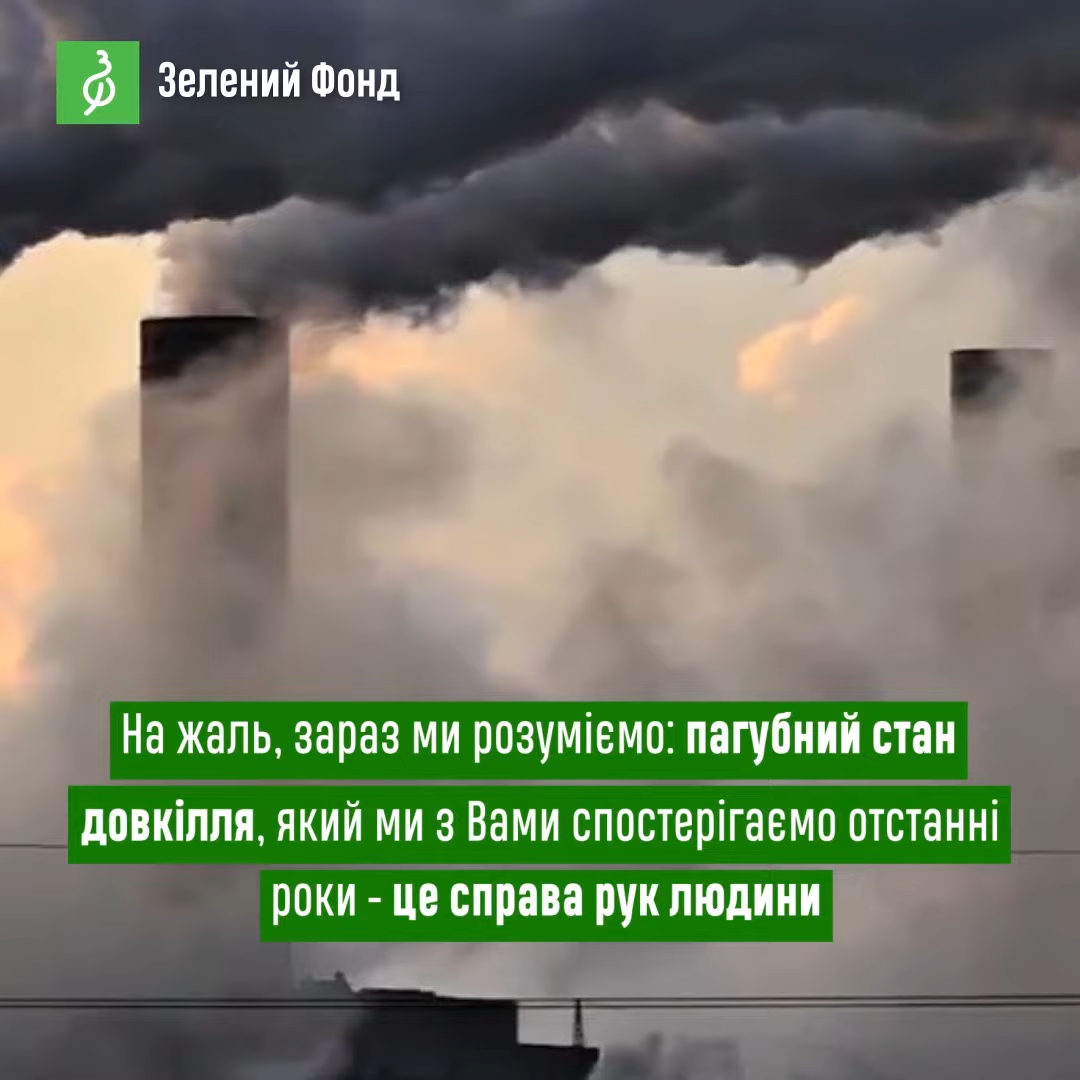 Зелений Фонд
На жаль, зараз ми розуміємо: пагубний стан
довкілля, який ми з Вами спостерігаємо отстанні
роки - це справа рук людини